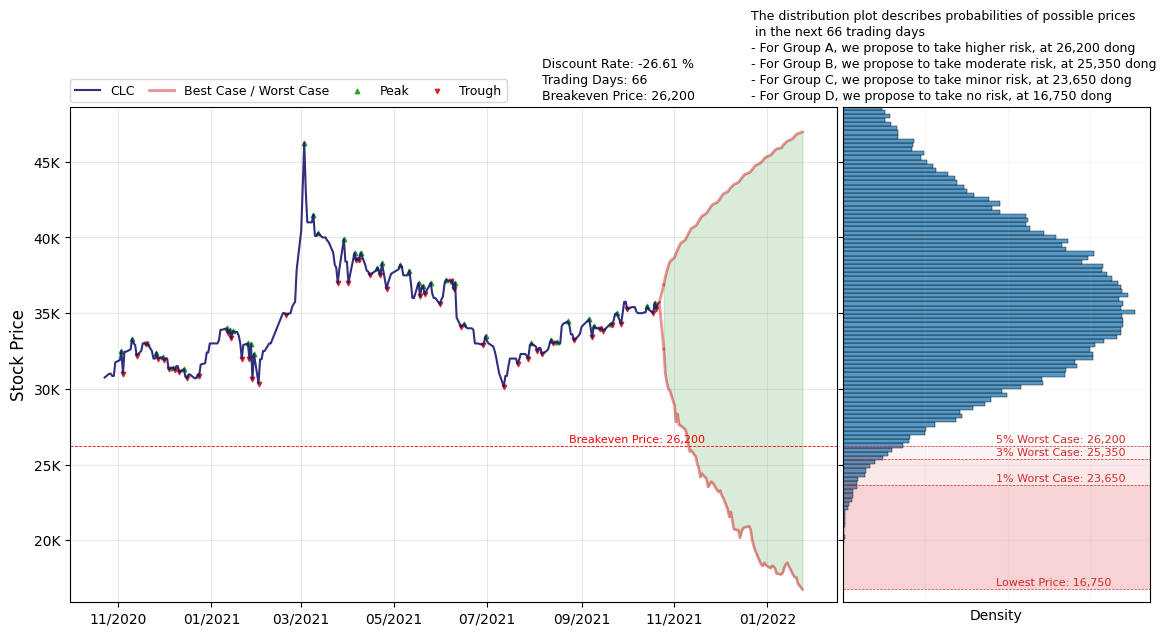 The distribution plot describes probabilities of possible prices
in the next 66 trading days
- For Group A, we propose to take higher risk, at 26,200 dong
- For Group B, we propose to take moderate risk, at 25,350 dong
- For Group C, we propose to take minor risk, at 23,650 dong
- For Group D, we propose to take no risk, at 16,750 dong
Discount Rate: -26.61 %
Trading Days: 66
Breakeven Price: 26,200
CLC
Best Case / Worst Case
Peak
Trough
Stock Price
45K
40K
35K
30K
25K
20K
Breakeven Price: 26,200
5% Worst Case: 26,200
3% Worst Case: 25,350
1% Worst Case: 23,650
Lowest Price: 16,750
11/2020
01/2021
03/2021
05/2021
07/2021
09/2021
11/2021
01/2022
Density